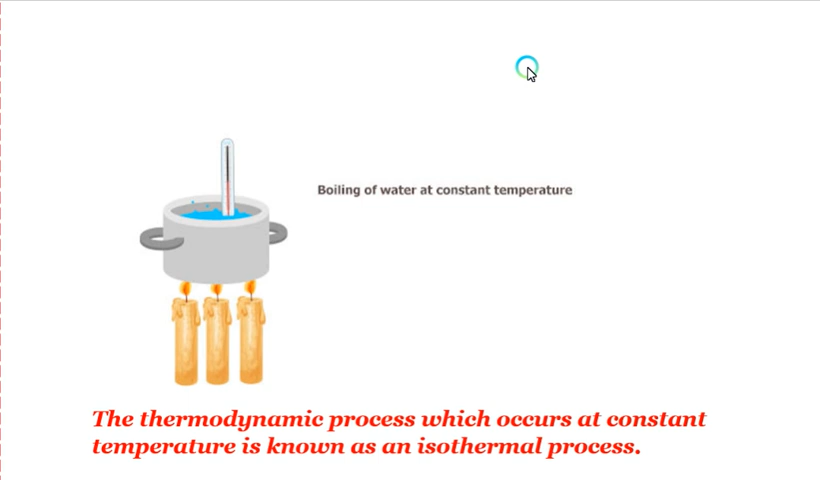 Boiling of water at constant temperature
The thermodynamic process which occurs at constant
temperature is known as an isothermal process.